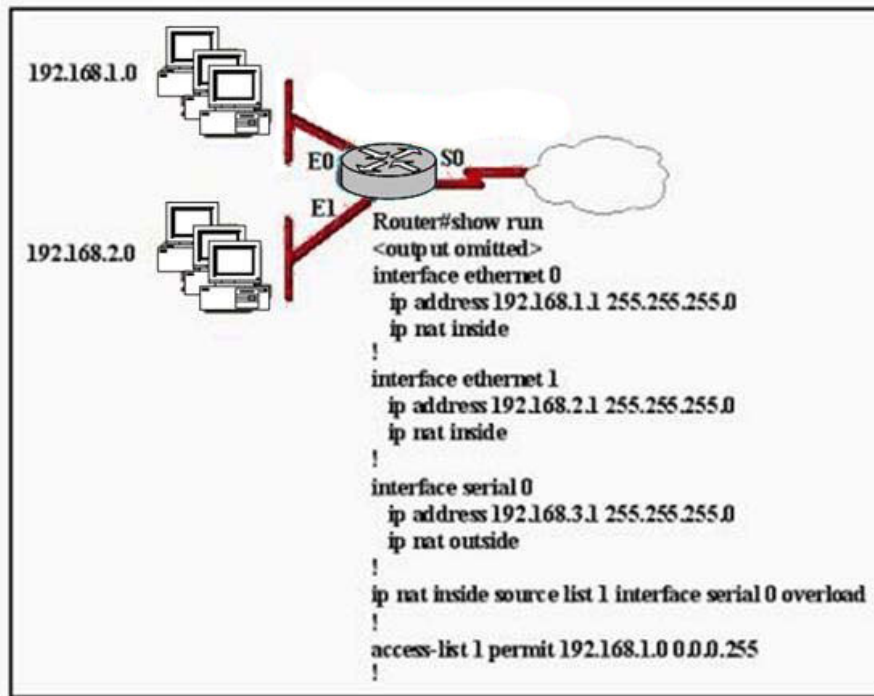 192.168.1.0
E0
S0
E1
192.168.2.0
Router#show run
<output omitted>
interface ethernet 0
ip address 192.168.1.1 255.255.255.0
ip nat inside
!
interface ethernet 1
ip address 192.168.2.1 255.255.255.0
ip nat inside
!
interface serial 0
ip address 192.168.3.1 255.255.255.0
ip nat outside
!
ip nat inside source list 1 interface serial 0 overload
!
access-list 1 permit 192.168.1.0 0.0.0.255
!